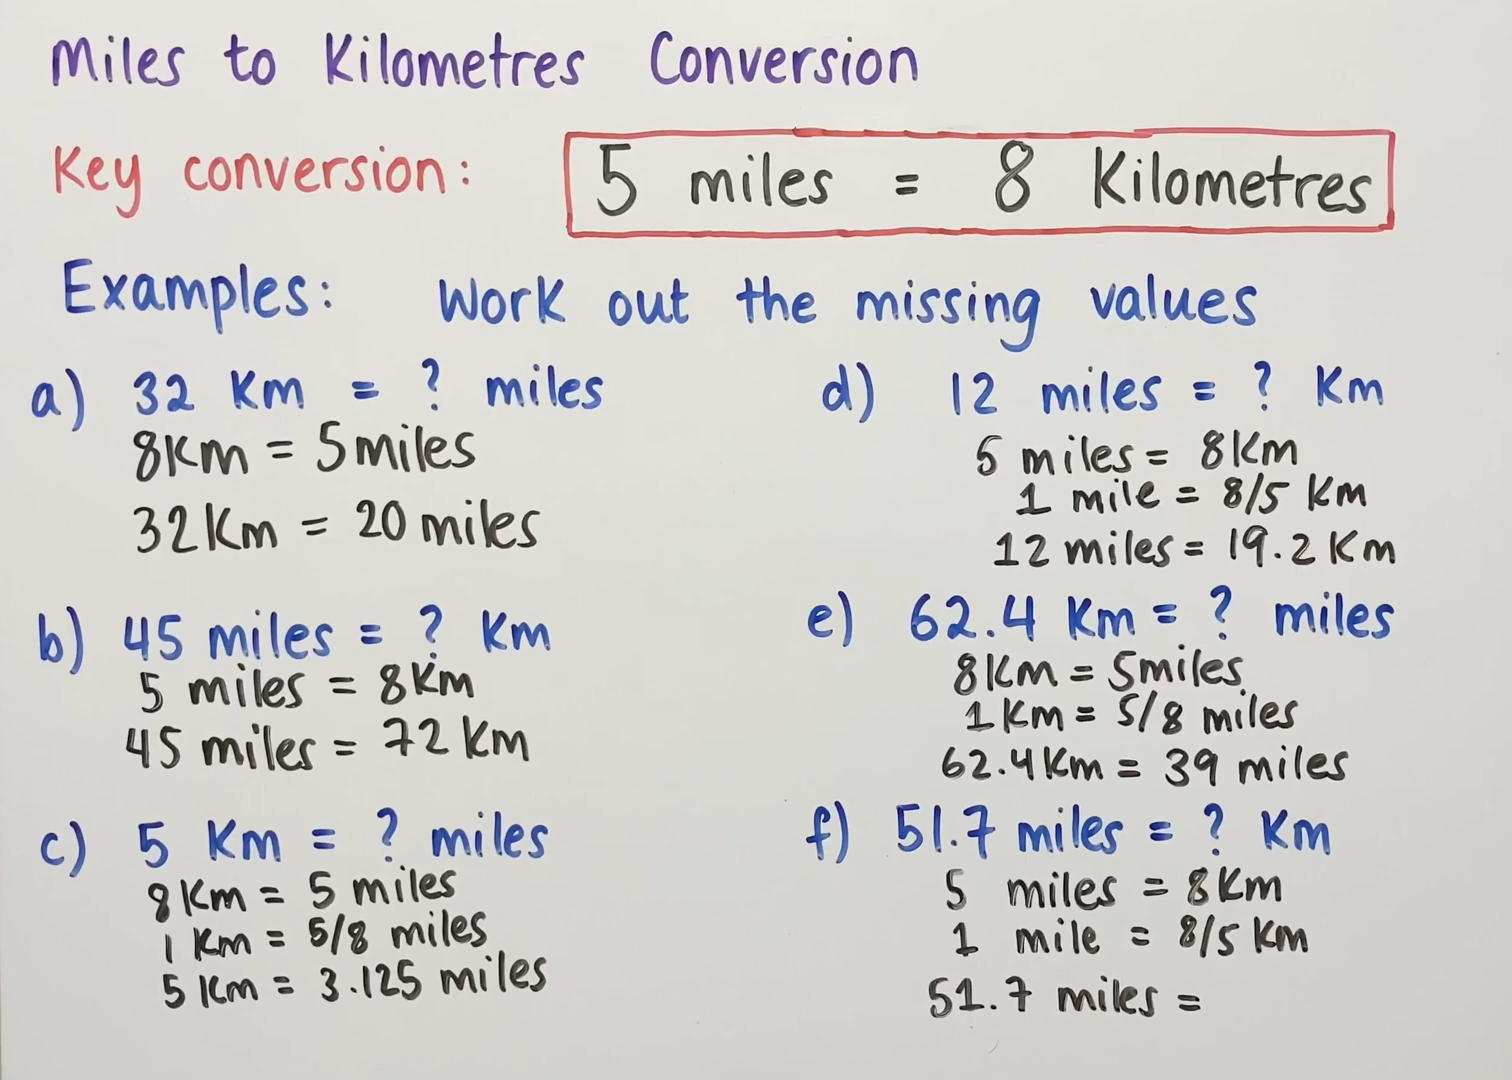 Miles to Kilometres Conversion
Key conversion: 5 miles = 8 Kilometres
Examples: Work out the missing values
a) 32 Km = ? miles
8Km = 5miles
32Km = 20 miles
b) 45 miles = ? Km
5 miles = 8Km
45 miles = 72 Km
c) 5 Km = ? miles
8Km = 5 miles
1 Km = 5/8 miles
5Km = 3.125 miles
d) 12 miles = ? Km
5 miles = 8Km
1 mile = 8/5 Km
12 miles = 19.2 Km
e) 62.4 Km = ? miles
8Km = 5miles
1Km = 5/8 miles
62.4Km = 39 miles
f) 51.7 miles = ? Km
5 miles = 8Km
1 mile = 8/5 Km
51.7 miles =